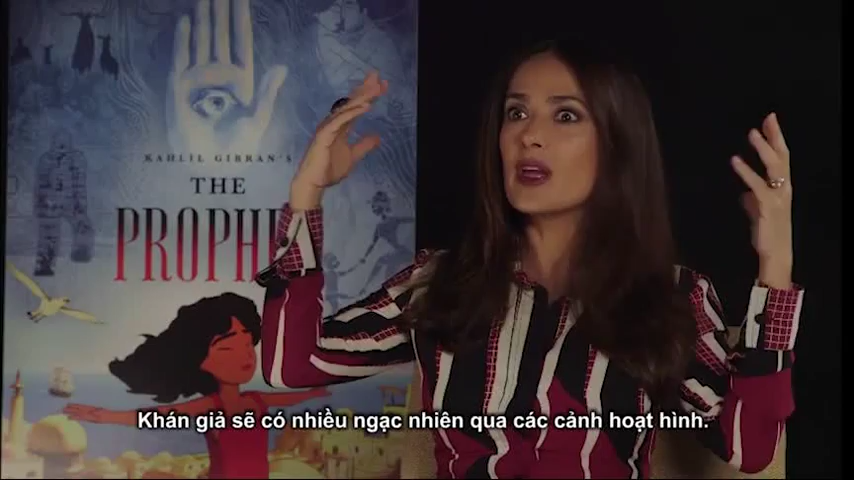 KAHLIL GIBRAN'S
THE
PROPHE
Khán giả sẽ có nhiều ngạc nhiên qua các cảnh hoạt hình.